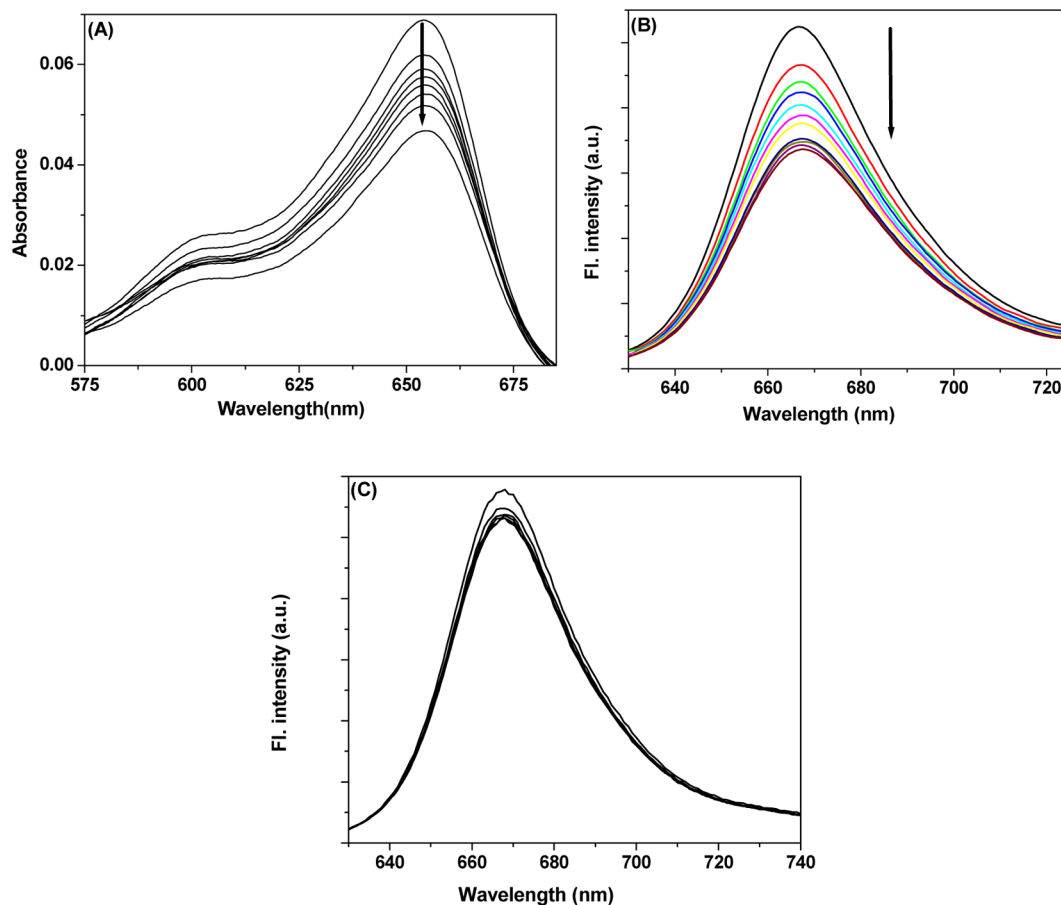 (A)
0.06
0.04
0.02
0.00
Absorbance
575 600 625 650 675
Wavelength(nm)
(B)
Fl. intensity (a.u.)
640 660 680 700 720
Wavelength (nm)
(C)
Fl. intensity (a.u.)
640 660 680 700 720 740
Wavelength (nm)